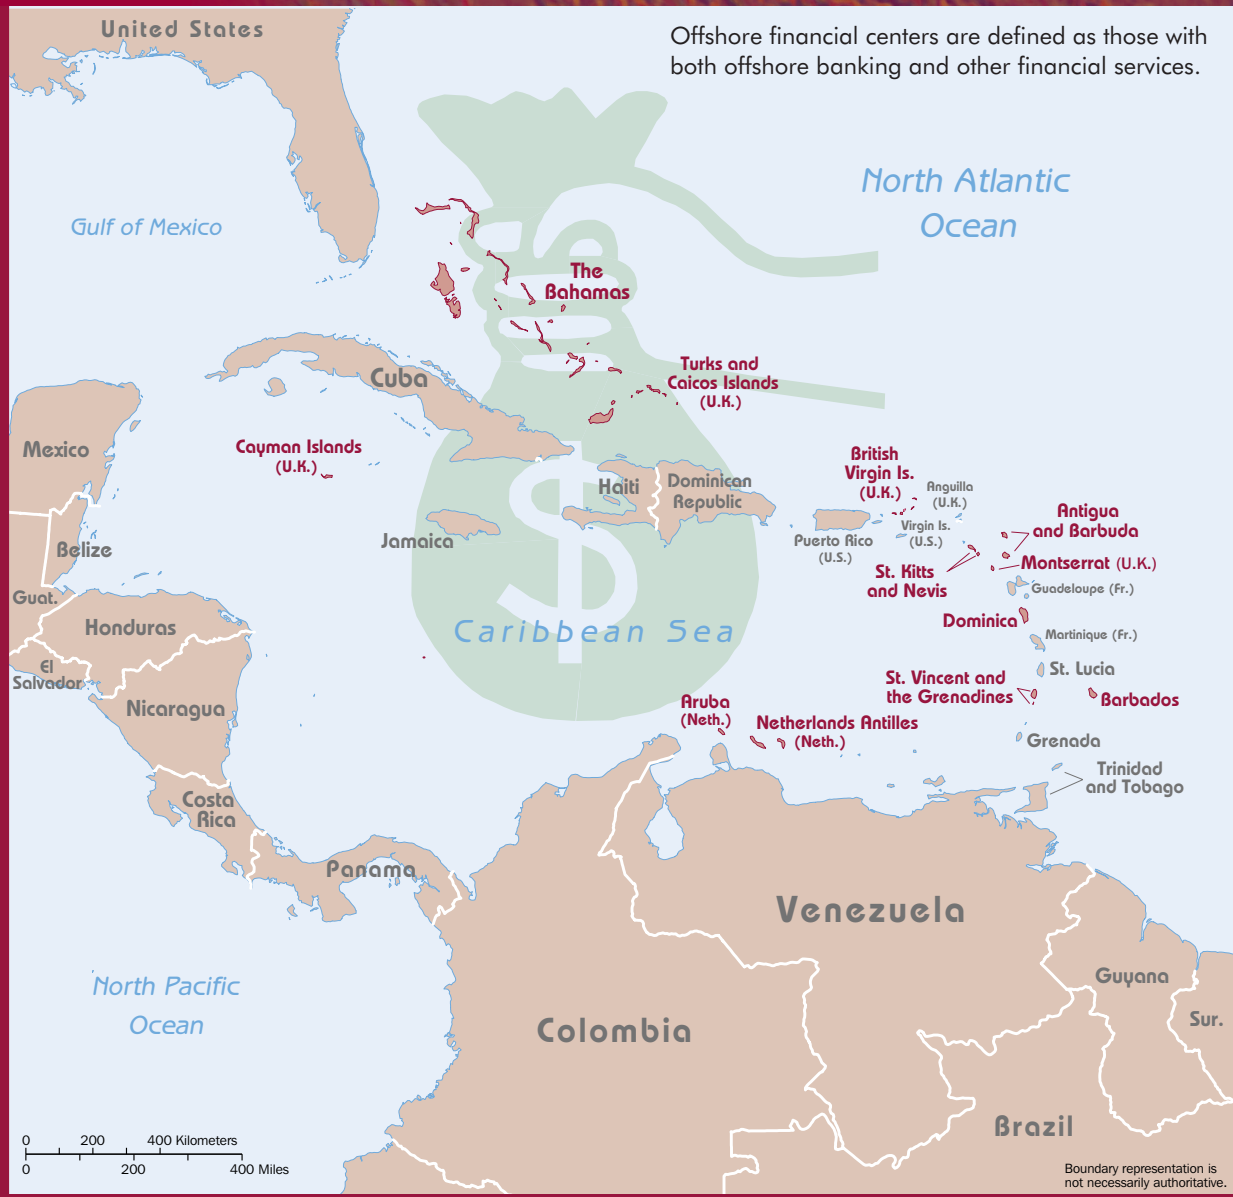 United States
Offshore financial centers are defined as those with
both offshore banking and other financial services.
North Atlantic
Ocean
Gulf of Mexico
The
Bahamas
Turks and
Caicos Islands
(U.K.)
Cuba
Mexico
Cayman Islands
(U.K.)
British
Virgin Is.
(U.K.)
Anguilla
(U.K.)
Haiti
Dominican
Republic
Jamaica
Puerto Rico
(U.S.)
Virgin Is.
(U.S.)
Antigua
and Barbuda
Belize
St. Kitts
and Nevis
Montserrat (U.K.)
Guadeloupe (Fr.)
Guat.
Honduras
$
Caribbean Sea
Dominica
Martinique (Fr.)
El
Salvador
St. Lucia
Nicaragua
St. Vincent and
the Grenadines
Barbados
Aruba
(Neth.)
Netherlands Antilles
(Neth.)
Grenada
Trinidad
and Tobago
Costa
Rica
Panama
Venezuela
Guyana
North Pacific
Ocean
Colombia
Sur.
Brazil
0 200 400 Kilometers
0 200 400 Miles
Boundary representation is
not necessarily authoritative.